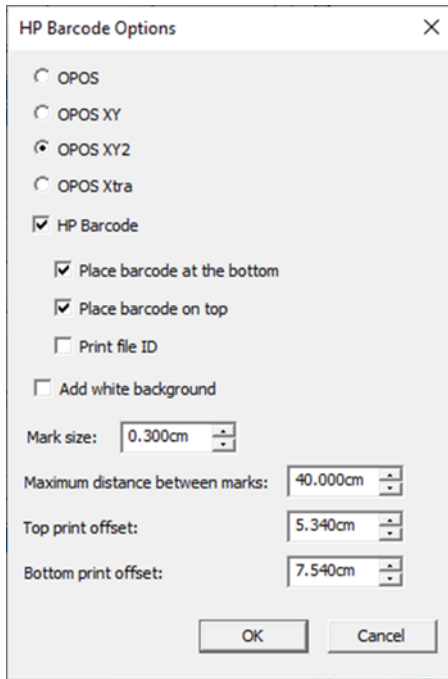 HP Barcode Options
OPOS
OPOS XY
OPOS XY2
OPOS Xtra
HP Barcode
Place barcode at the bottom
Place barcode on top
Print file ID
Add white background
Mark size: 0.300cm
Maximum distance between marks: 40.000cm
Top print offset: 5.340cm
Bottom print offset: 7.540cm
OK Cancel